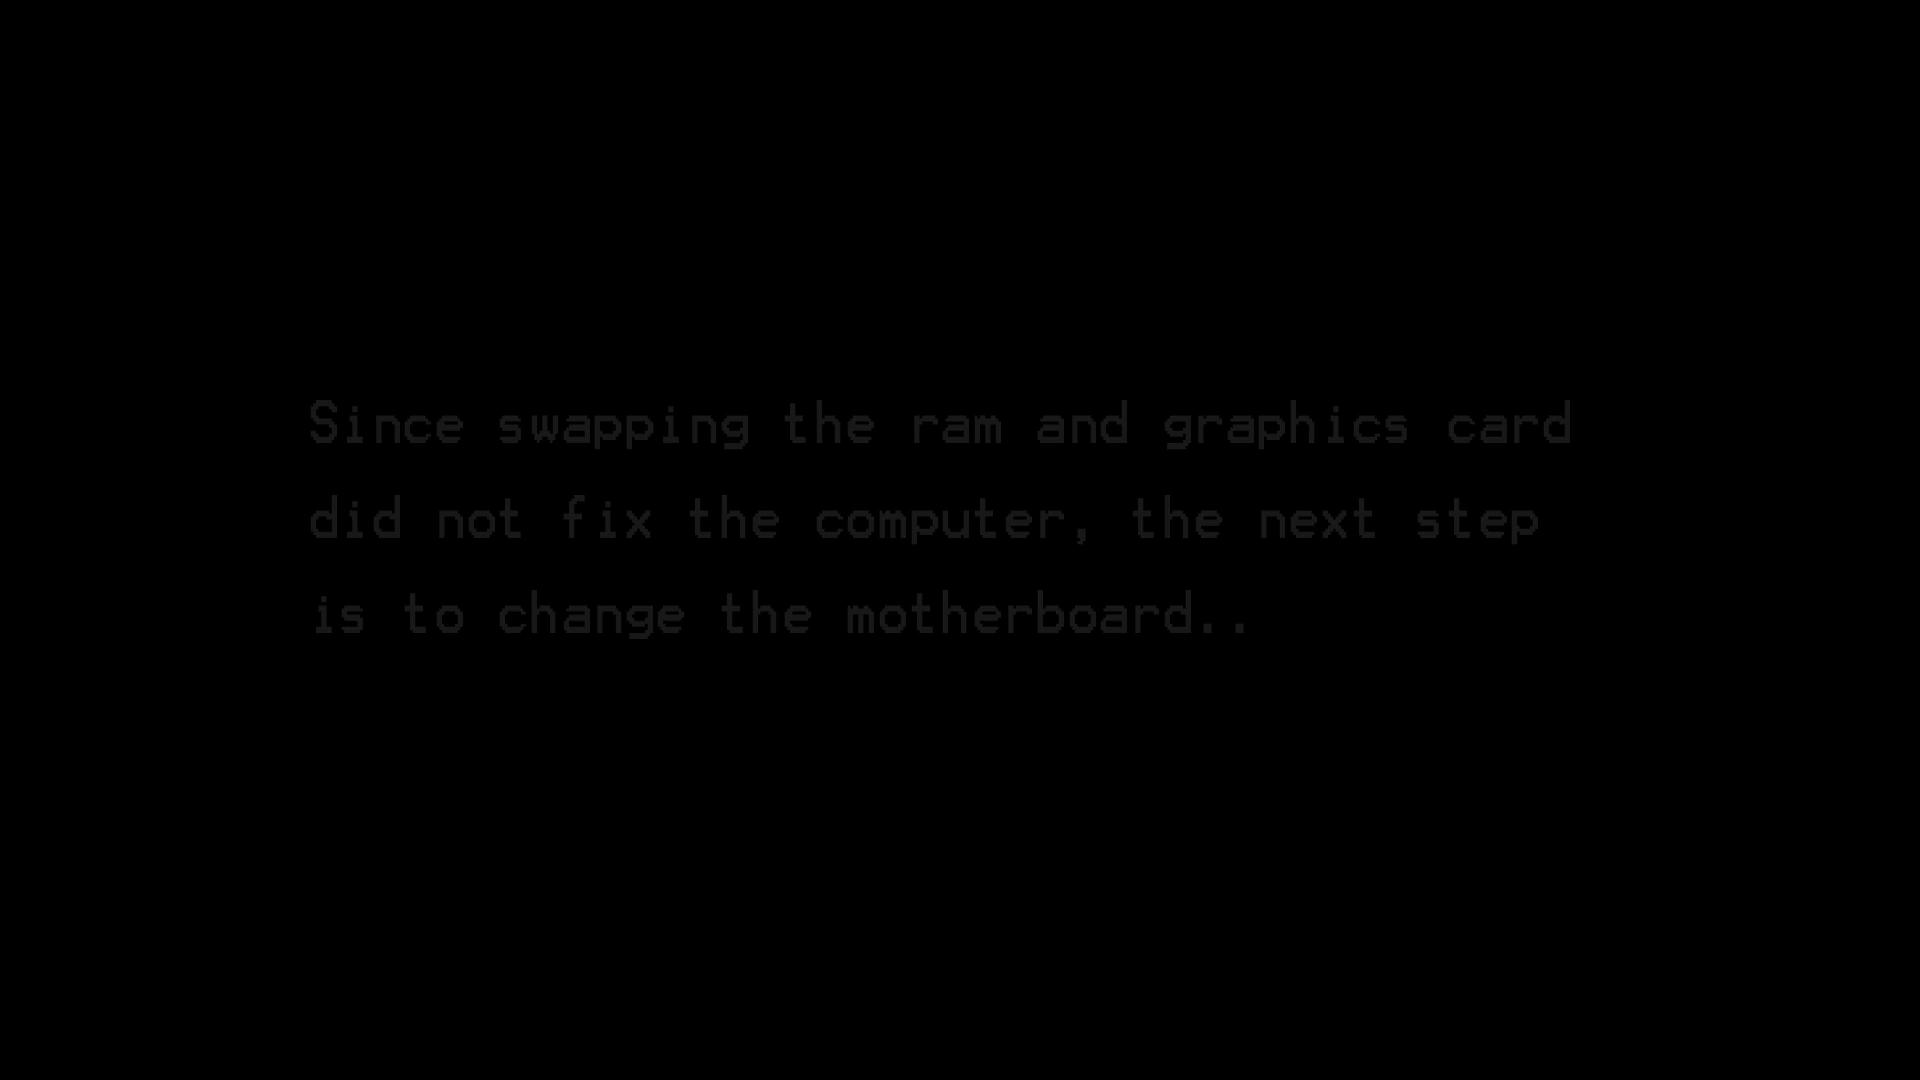 Since swapping the ram and graphics card
did not fix the computer, the next step
is to change the motherboard..